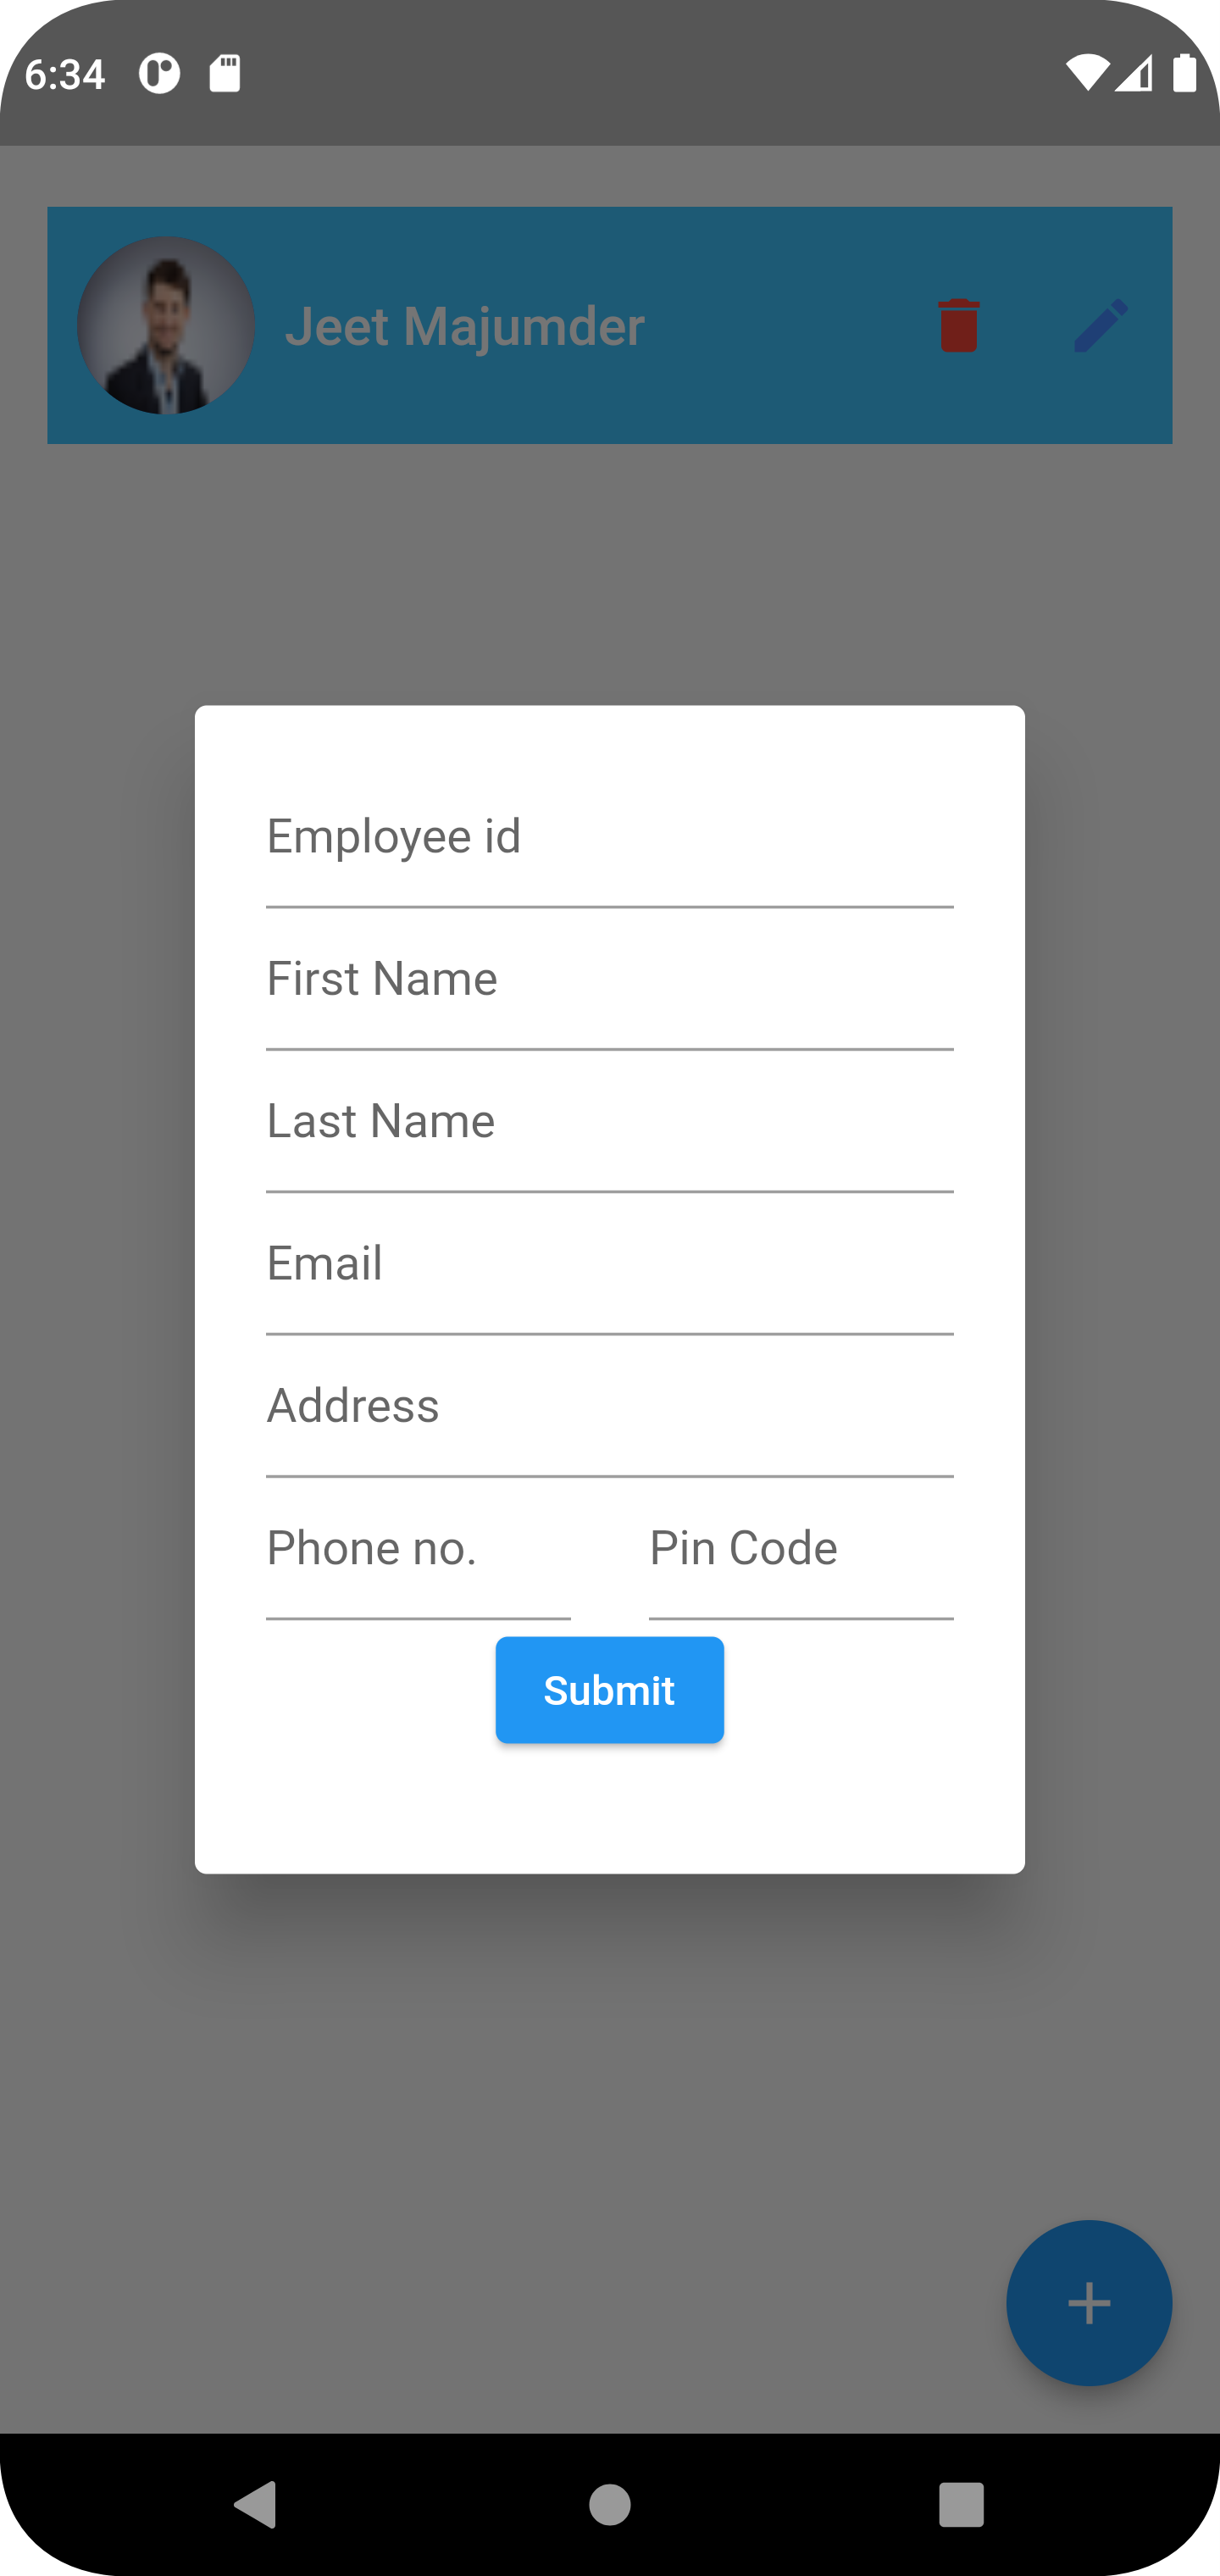 6:34
Jeet Majumder
Employee id
First Name
Last Name
Email
Address
Phone no. Pin Code
Submit